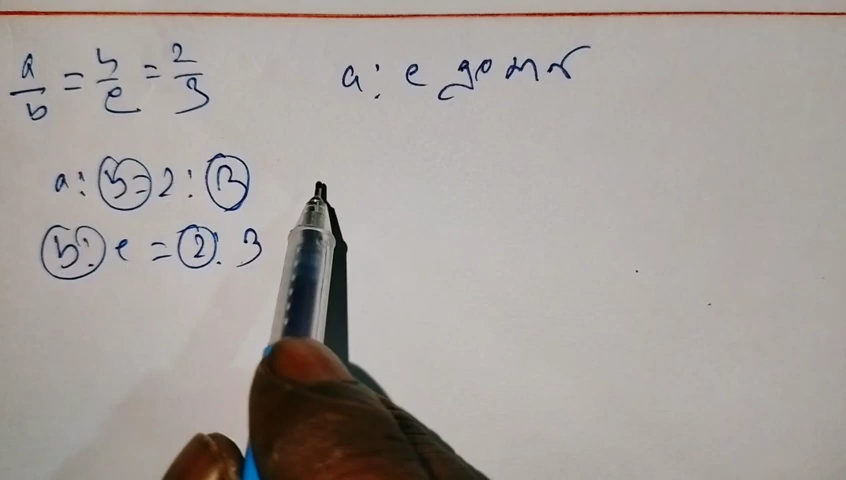 a/b = b/e = 2/3
a : e
a : b = 2 : 3
b : e = 2 : 3